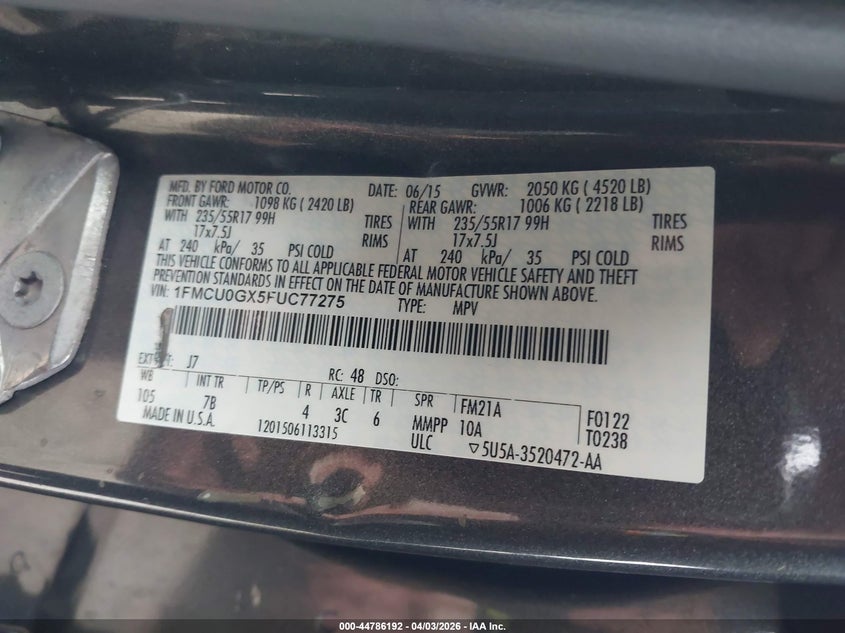 MFD. BY FORD MOTOR CO. DATE: 06/15 GVWR: 2050 KG ( 4520 LB)
FRONT GAWR: 1098 KG ( 2420 LB) REAR GAWR: 1006 KG ( 2218 LB)
WITH 235/55R17 99H TIRES WITH 235/55R17 99H TIRES
17x7.5J RIMS 17x7.5J RIMS
AT 240 kPa/ 35 PSI COLD AT 240 kPa/ 35 PSI COLD
THIS VEHICLE CONFORMS TO ALL APPLICABLE FEDERAL MOTOR VEHICLE SAFETY AND THEFT
PREVENTION STANDARDS IN EFFECT ON THE DATE OF MANUFACTURE SHOWN ABOVE.
VIN: 1FMCU0GX5FUC77275 TYPE: MPV
J7 RC: 48 DSO:
WB INT TR TP/PS R AXLE TR SPR FM21A F0122
105 7B 4 3C 6 MMPP 10A T0238
MADE IN U.S.A. 1201506113315 ULC 5U5A-3520472-AA
000-44786192 - 04/03/2026 - IAA Inc.